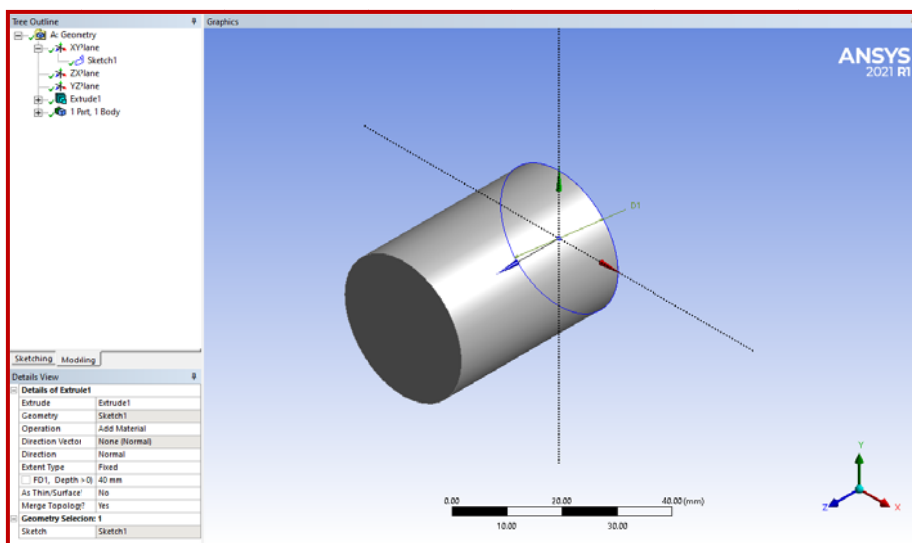 Tree Outline
A: Geometry
XYPlane
Sketch1
ZXPlane
YZPlane
Extrude1
1 Part, 1 Body
Sketching Modeling
Details View
Details of Extrude1
Extrude Extrude1
Geometry Sketch1
Operation Add Material
Direction Vector None (Normal)
Direction Normal
Extent Type Fixed
FD1, Depth >0) 40 mm
As Thin/Surface? No
Merge Topology? Yes
Geometry Selection: 1
Sketch Sketch1
Graphics
ANSYS
2021 R1
D1
0.00 20.00 40.00 (mm)
10.00 30.00
Y
Z X